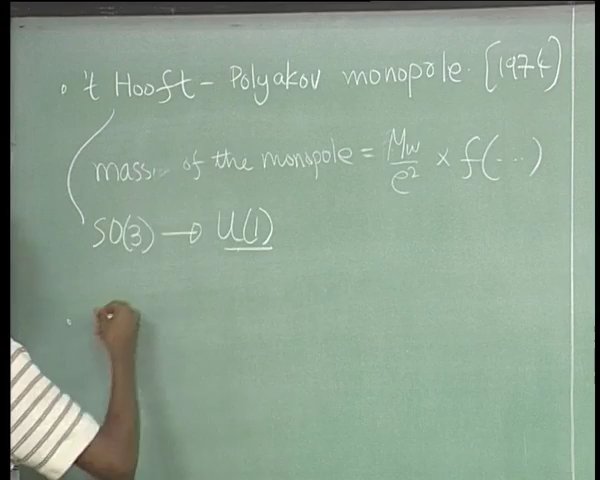 . 't Hooft - Polyakov monopole. [1974]
mass of the monopole = Mw/e² × f(...)
SO(3) → U(1)
.